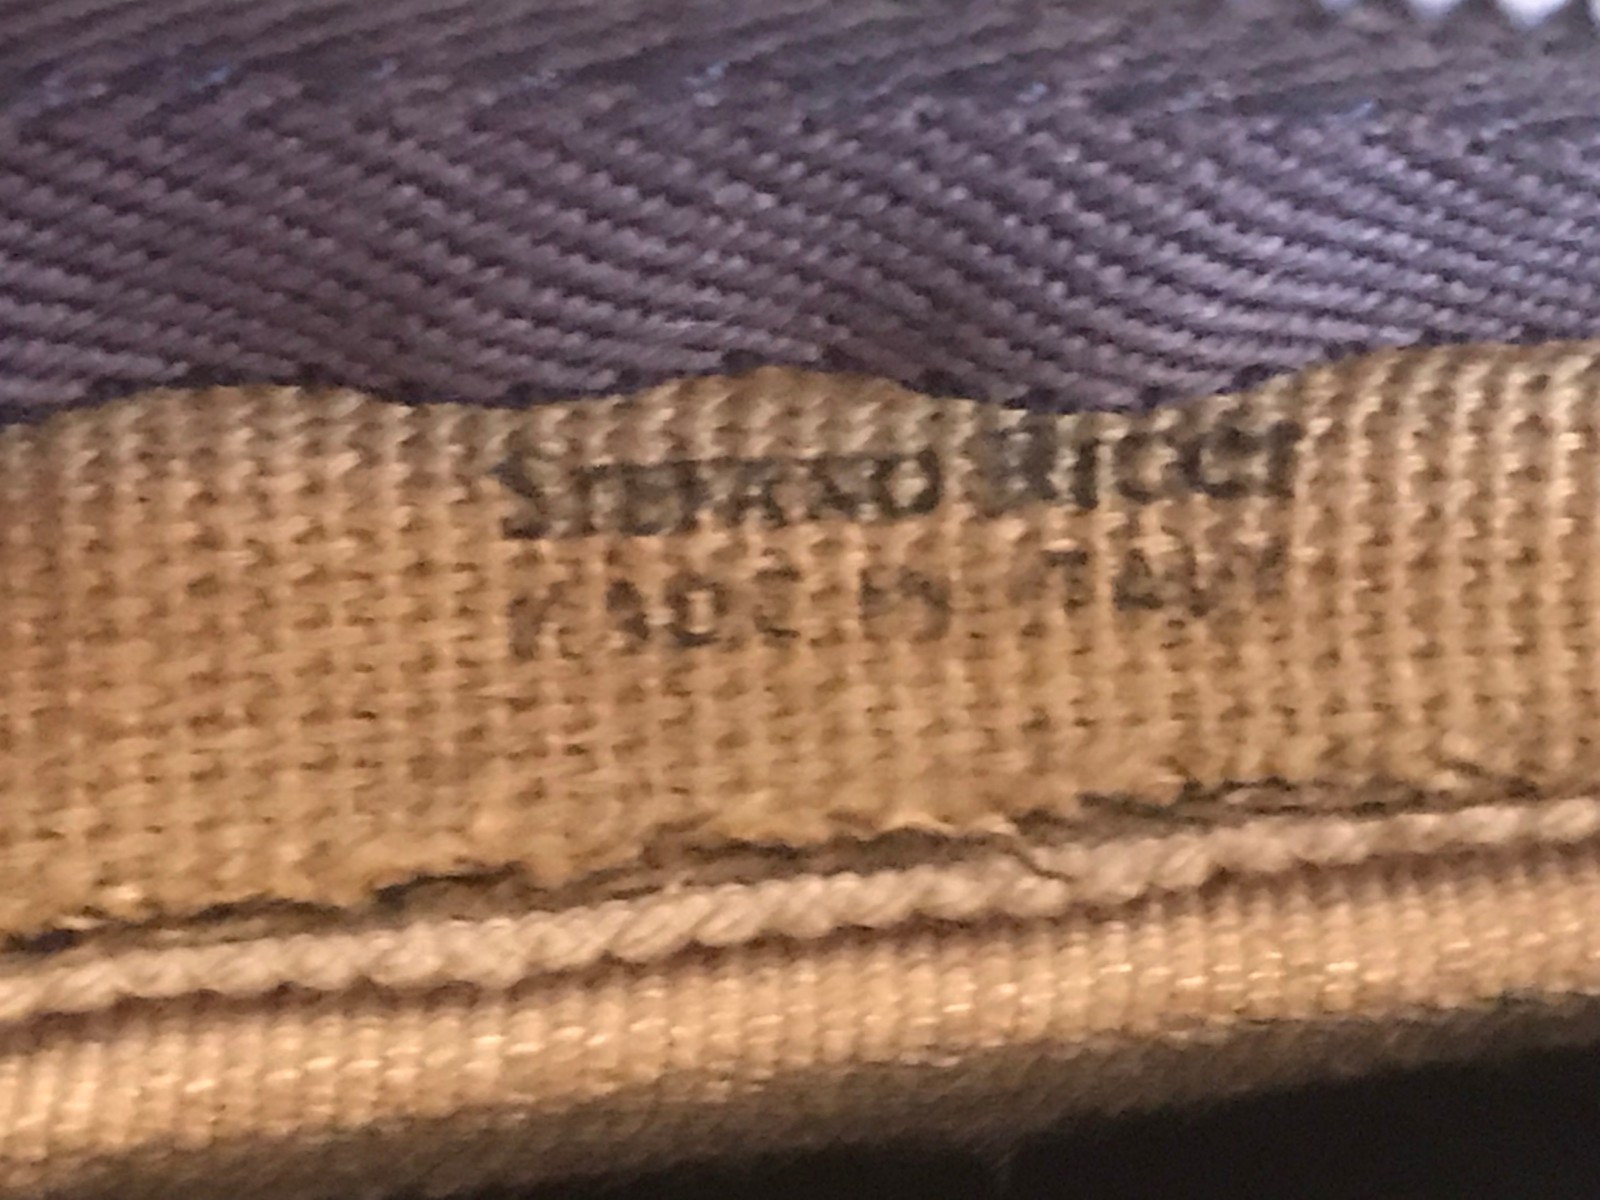 STEFANO RICCI
MADE IN ITALY